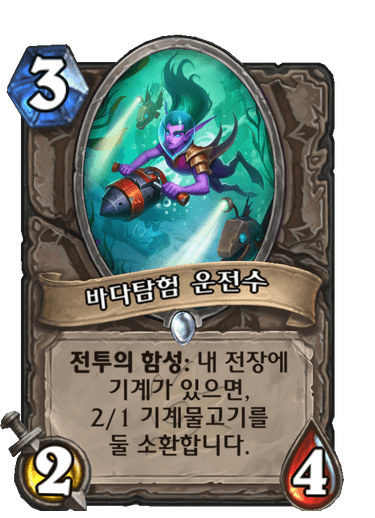 3
바다탐험 운전수
전투의 함성: 내 전장에
기계가 있으면,
2/1 기계물고기를
둘 소환합니다.
2
4